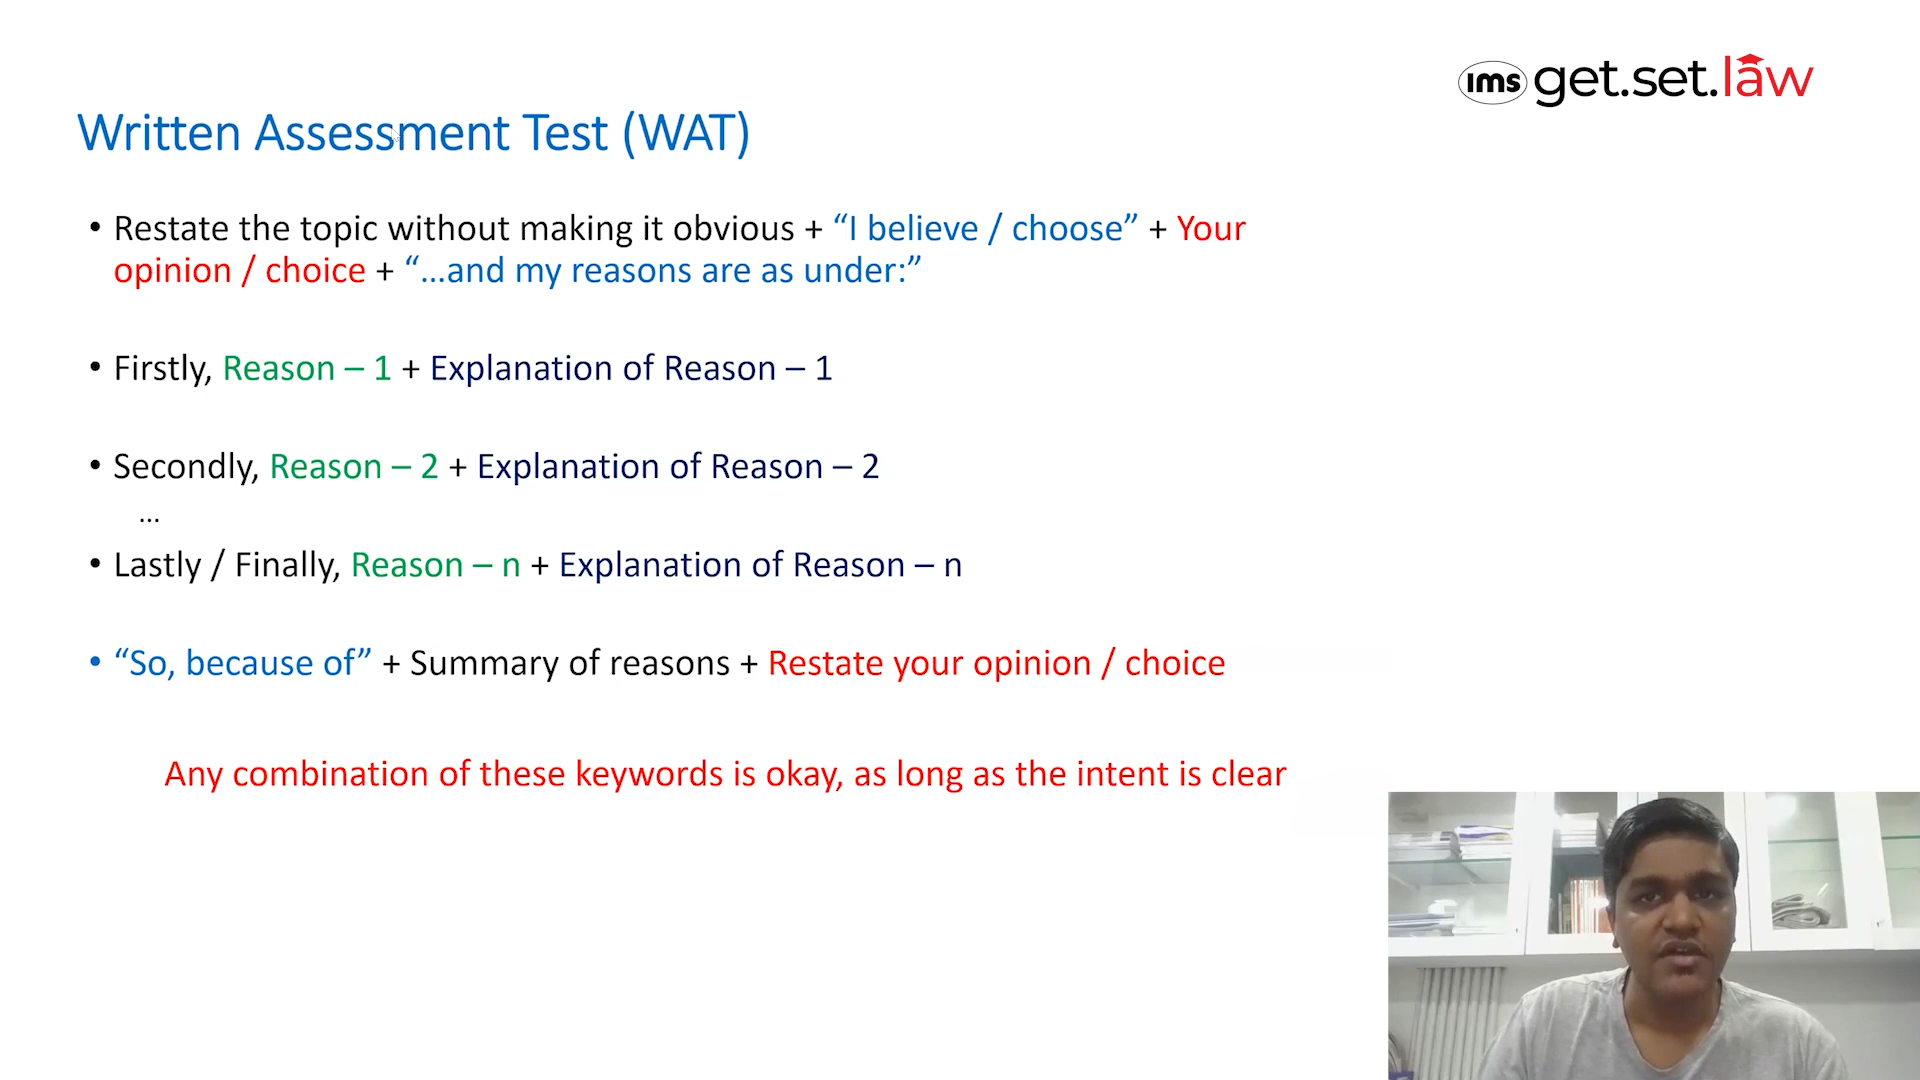 ims get.set.law
Written Assessment Test (WAT)
• Restate the topic without making it obvious + “I believe / choose” + Your
opinion / choice + “…and my reasons are as under:”
• Firstly, Reason – 1 + Explanation of Reason – 1
• Secondly, Reason – 2 + Explanation of Reason – 2
…
• Lastly / Finally, Reason – n + Explanation of Reason – n
• “So, because of” + Summary of reasons + Restate your opinion / choice
Any combination of these keywords is okay, as long as the intent is clear